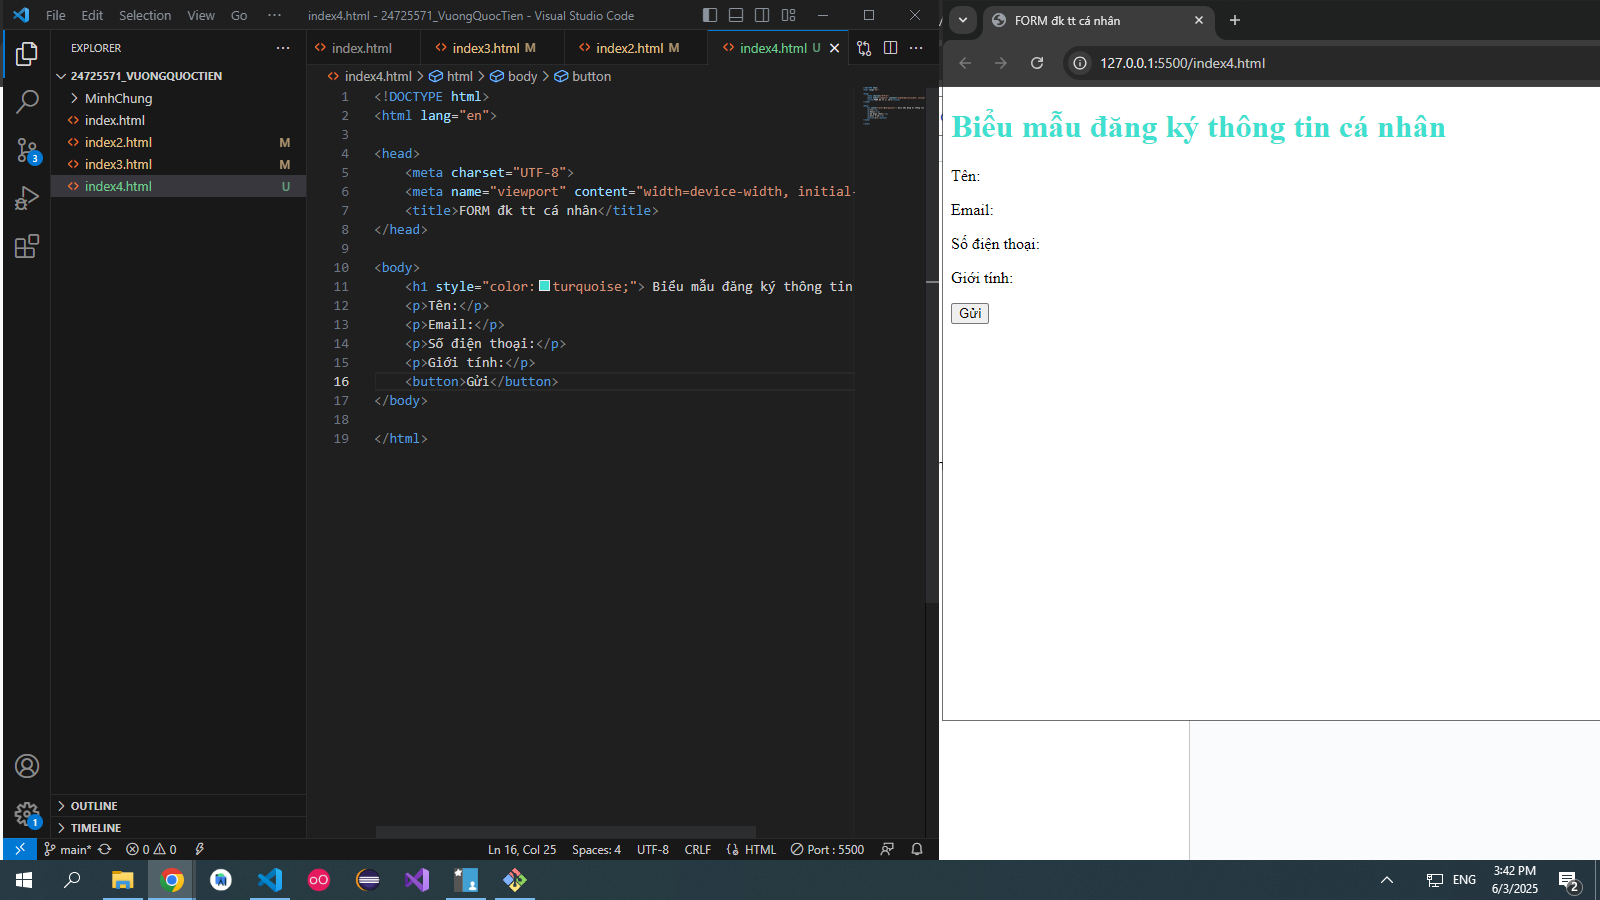 File Edit Selection View Go ··· index4.html - 24725571_VuongQuocTien - Visual Studio Code
EXPLORER ···
24725571_VUONGQUOCTIEN
MinhChung
index.html
index2.html M
index3.html M
index4.html U
3
1
OUTLINE
TIMELINE
index.html index3.html M index2.html M index4.html U
index4.html > html > body > button
1 <!DOCTYPE html>
2 <html lang="en">
3
4 <head>
5 <meta charset="UTF-8">
6 <meta name="viewport" content="width=device-width, initial-
7 <title>FORM đk tt cá nhân</title>
8 </head>
9
10 <body>
11 <h1 style="color: turquoise;"> Biểu mẫu đăng ký thông tin
12 <p>Tên:</p>
13 <p>Email:</p>
14 <p>Số điện thoại:</p>
15 <p>Giới tính:</p>
16 <button>Gửi</button>
17 </body>
18
19 </html>
main* 0 0 Ln 16, Col 25 Spaces: 4 UTF-8 CRLF HTML Port : 5500
FORM đk tt cá nhân
127.0.0.1:5500/index4.html
Biểu mẫu đăng ký thông tin cá nhân
Tên:
Email:
Số điện thoại:
Giới tính:
Gửi
ENG
3:42 PM
6/3/2025
2